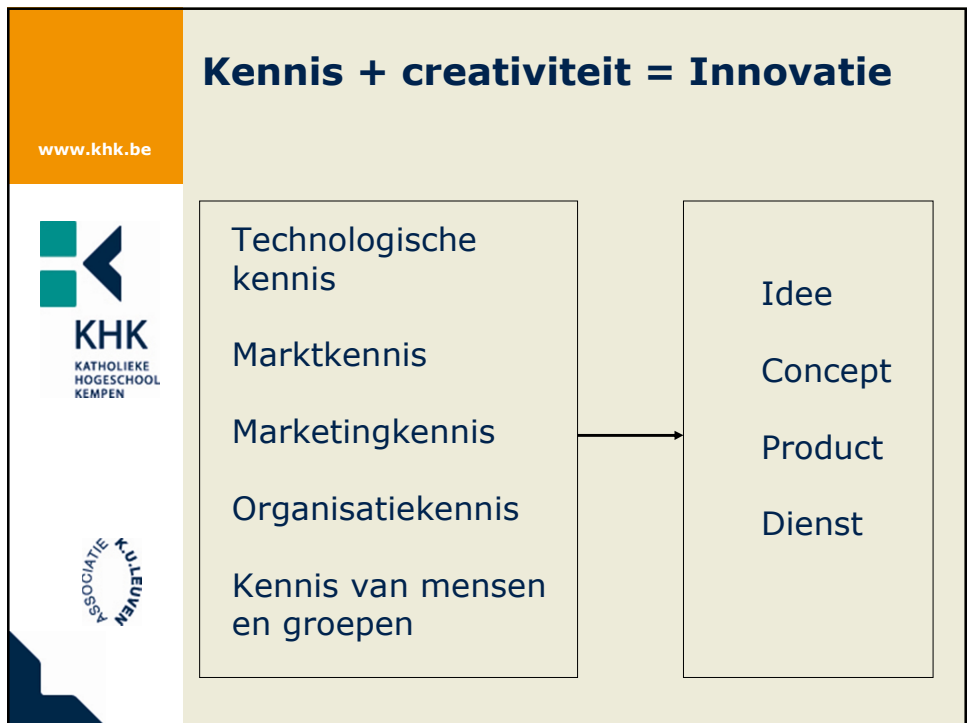 Kennis + creativiteit = Innovatie
www.khk.be
KHK
KATHOLIEKE
HOGESCHOOL
KEMPEN
ASSOCIATIE
K.U.LEUVEN
Technologische
kennis
Marktkennis
Marketingkennis
Organisatiekennis
Kennis van mensen
en groepen
Idee
Concept
Product
Dienst